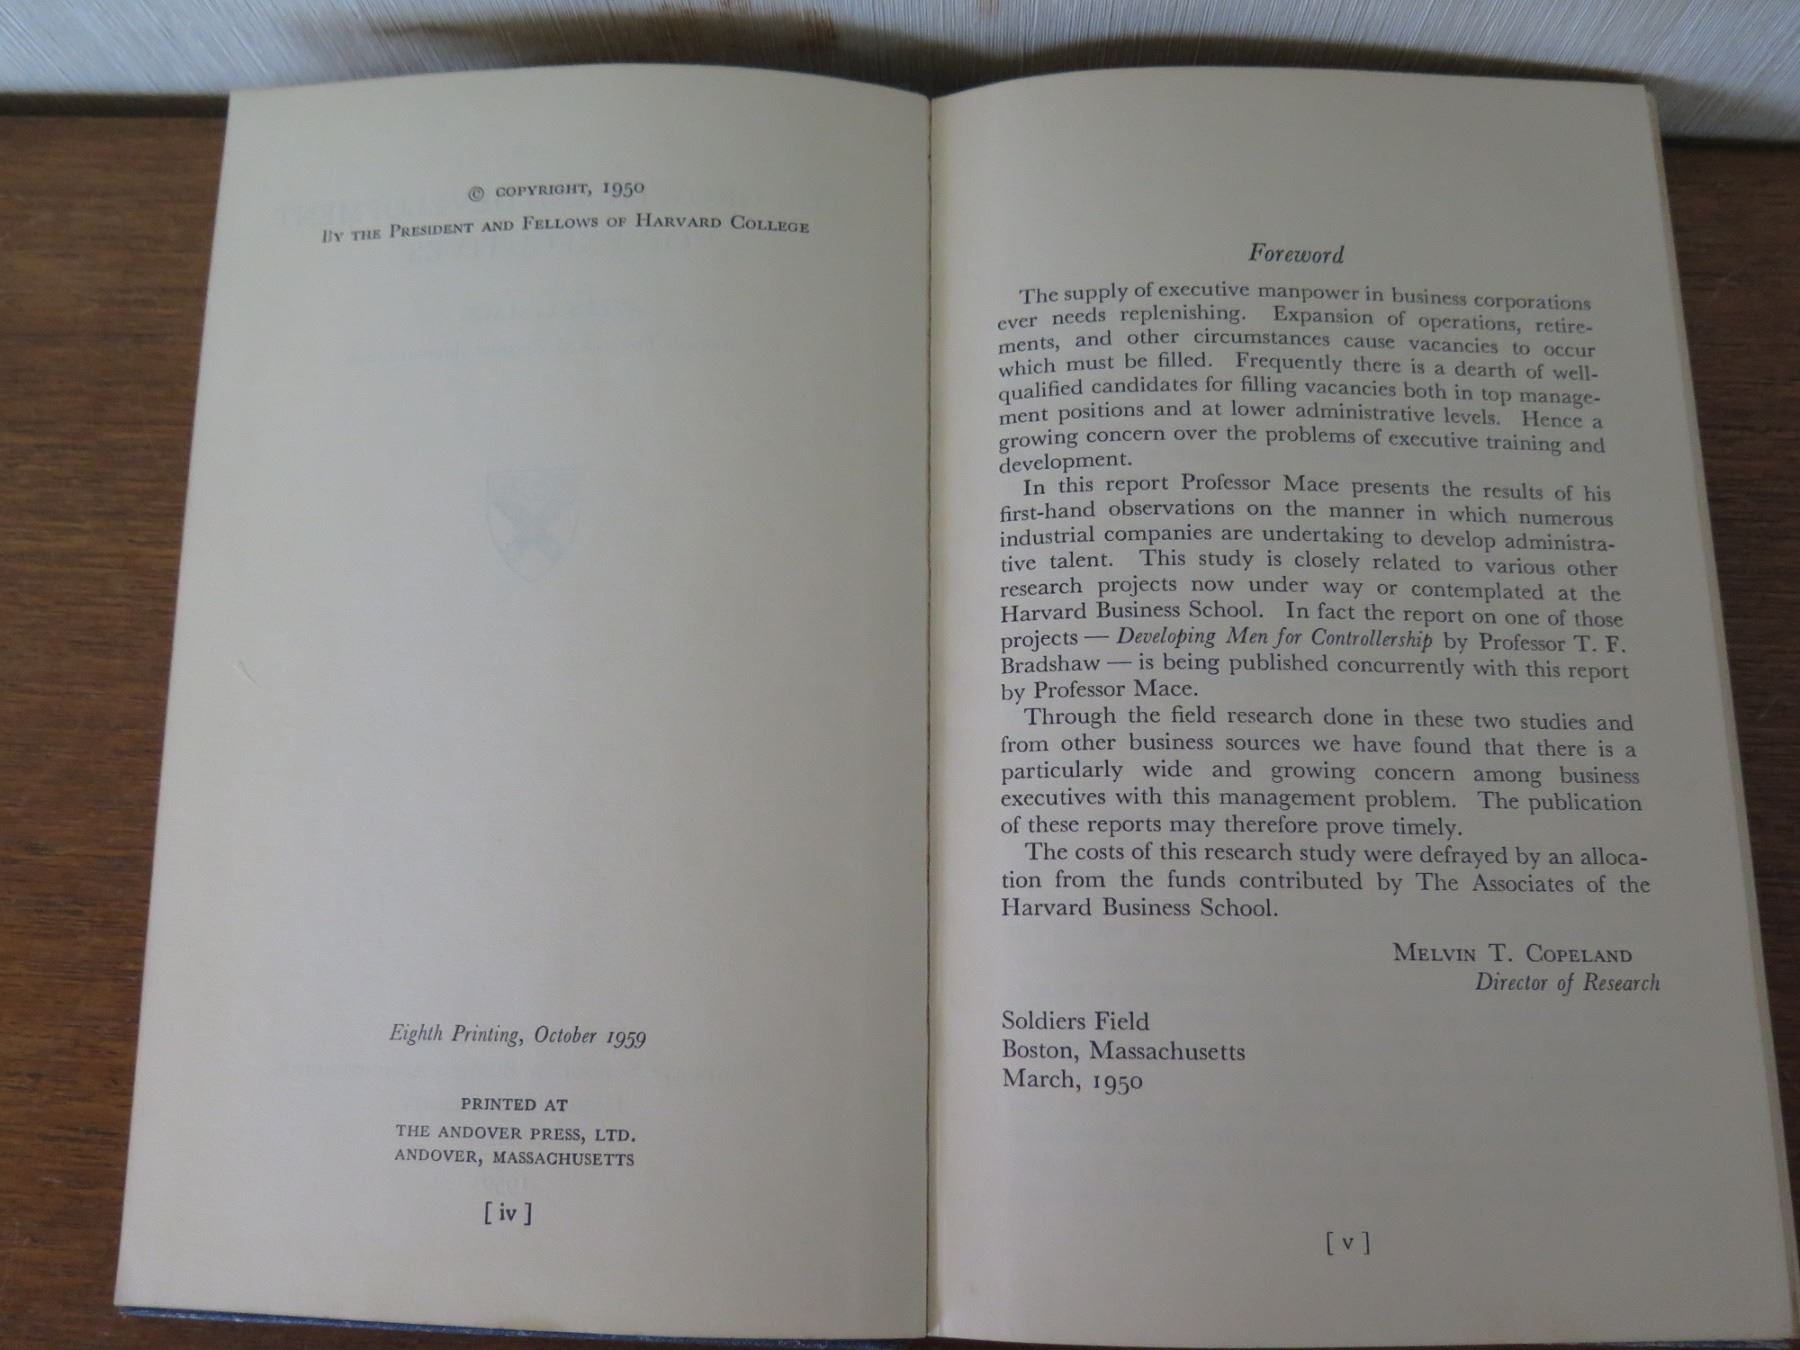 © COPYRIGHT, 1950
BY THE PRESIDENT AND FELLOWS OF HARVARD COLLEGE
Eighth Printing, October 1959
PRINTED AT
THE ANDOVER PRESS, LTD.
ANDOVER, MASSACHUSETTS
[ iv ]
Foreword
The supply of executive manpower in business corporations
ever needs replenishing. Expansion of operations, retire-
ments, and other circumstances cause vacancies to occur
which must be filled. Frequently there is a dearth of well-
qualified candidates for filling vacancies both in top manage-
ment positions and at lower administrative levels. Hence a
growing concern over the problems of executive training and
development.
In this report Professor Mace presents the results of his
first-hand observations on the manner in which numerous
industrial companies are undertaking to develop administra-
tive talent. This study is closely related to various other
research projects now under way or contemplated at the
Harvard Business School. In fact the report on one of those
projects — Developing Men for Controllership by Professor T. F.
Bradshaw — is being published concurrently with this report
by Professor Mace.
Through the field research done in these two studies and
from other business sources we have found that there is a
particularly wide and growing concern among business
executives with this management problem. The publication
of these reports may therefore prove timely.
The costs of this research study were defrayed by an alloca-
tion from the funds contributed by The Associates of the
Harvard Business School.
MELVIN T. COPELAND
Director of Research
Soldiers Field
Boston, Massachusetts
March, 1950
[ v ]